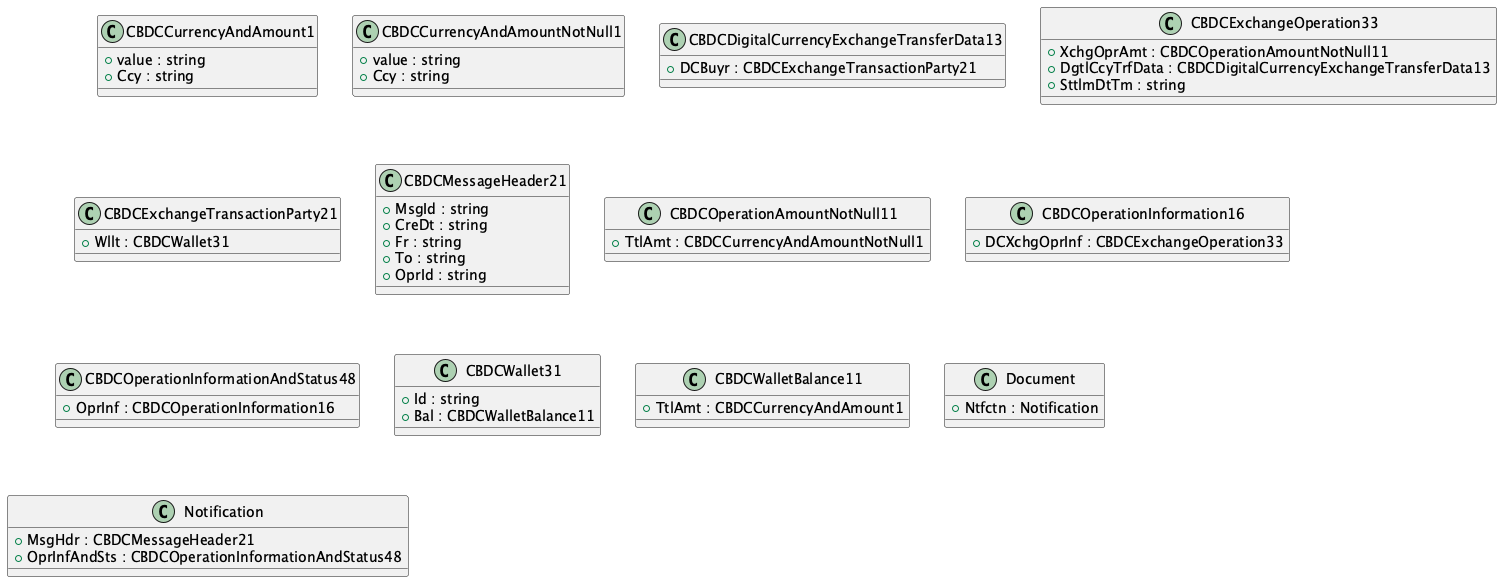 CBDCCurrencyAndAmount1
value : string
Ccy : string
CBDCCurrencyAndAmountNotNull1
value : string
Ccy : string
CBDCDigitalCurrencyExchangeTransferData13
DCBuyr : CBDCExchangeTransactionParty21
CBDCExchangeOperation33
XchgOprAmt : CBDCOperationAmountNotNull11
DgtlCcyTrfData : CBDCDigitalCurrencyExchangeTransferData13
SttlmDtTm : string
CBDCExchangeTransactionParty21
Wllt : CBDCWallet31
CBDCMessageHeader21
MsgId : string
CreDt : string
Fr : string
To : string
OprId : string
CBDCOperationAmountNotNull11
TtlAmt : CBDCCurrencyAndAmountNotNull1
CBDCOperationInformation16
DCXchgOprInf : CBDCExchangeOperation33
CBDCOperationInformationAndStatus48
OprInf : CBDCOperationInformation16
CBDCWallet31
Id : string
Bal : CBDCWalletBalance11
CBDCWalletBalance11
TtlAmt : CBDCCurrencyAndAmount1
Document
Ntfctn : Notification
Notification
MsgHdr : CBDCMessageHeader21
OprInfAndSts : CBDCOperationInformationAndStatus48